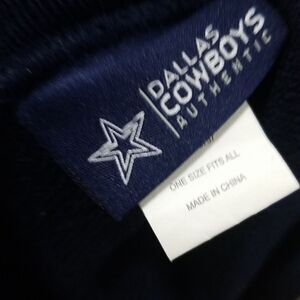 DALLAS
COWBOYS
AUTHENTIC
ONE SIZE FITS ALL
MADE IN CHINA